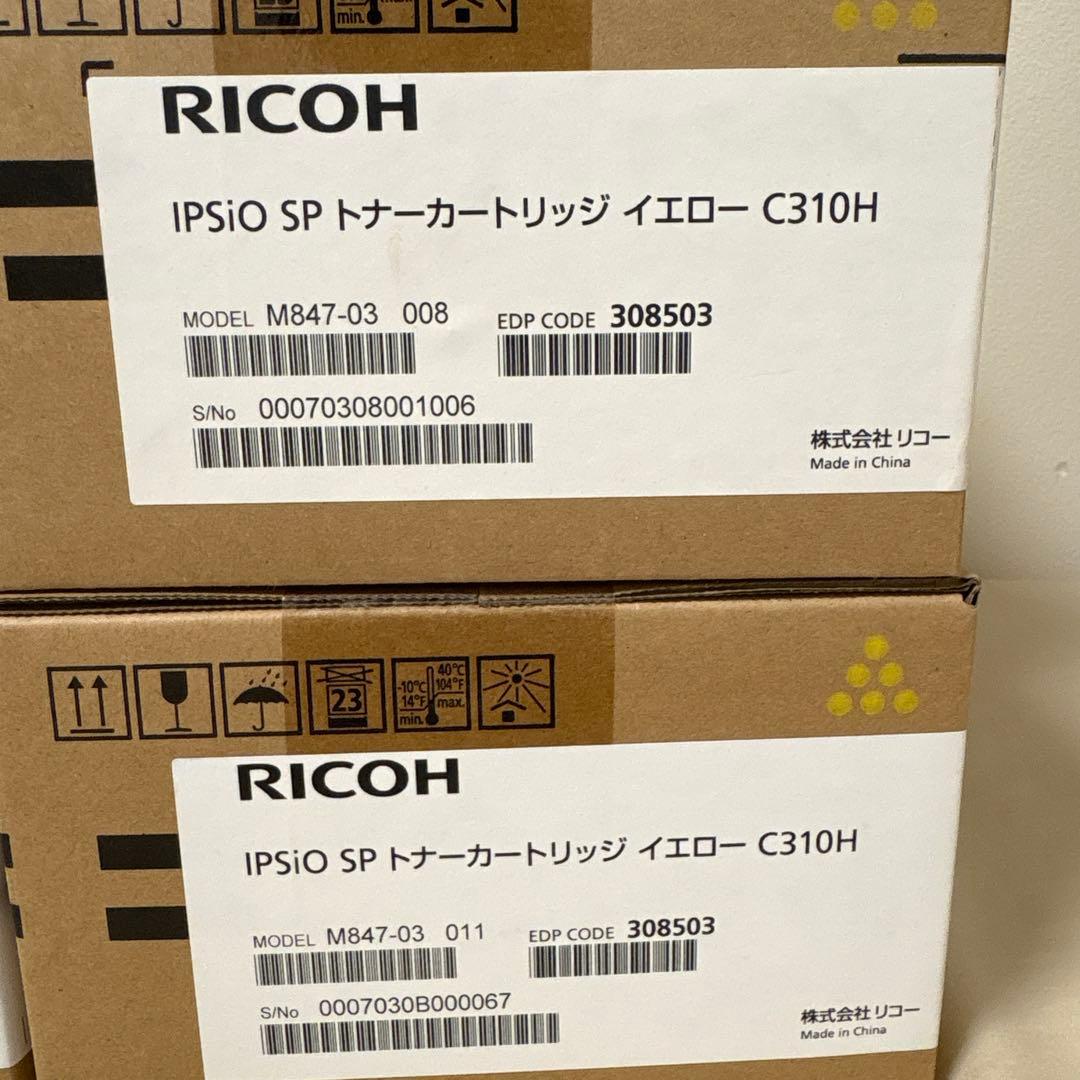 min.
RICOH
IPSiO SP トナーカートリッジ イエロー C310H
MODEL M847-03 008 EDP CODE 308503
S/No 00070308001006
株式会社 リコー
Made in China
23
-10°C 14°F min. 40°C 104°F max.
RICOH
IPSiO SP トナーカートリッジ イエロー C310H
MODEL M847-03 011 EDP CODE 308503
S/No 0007030B000067
株式会社 リコー
Made in China